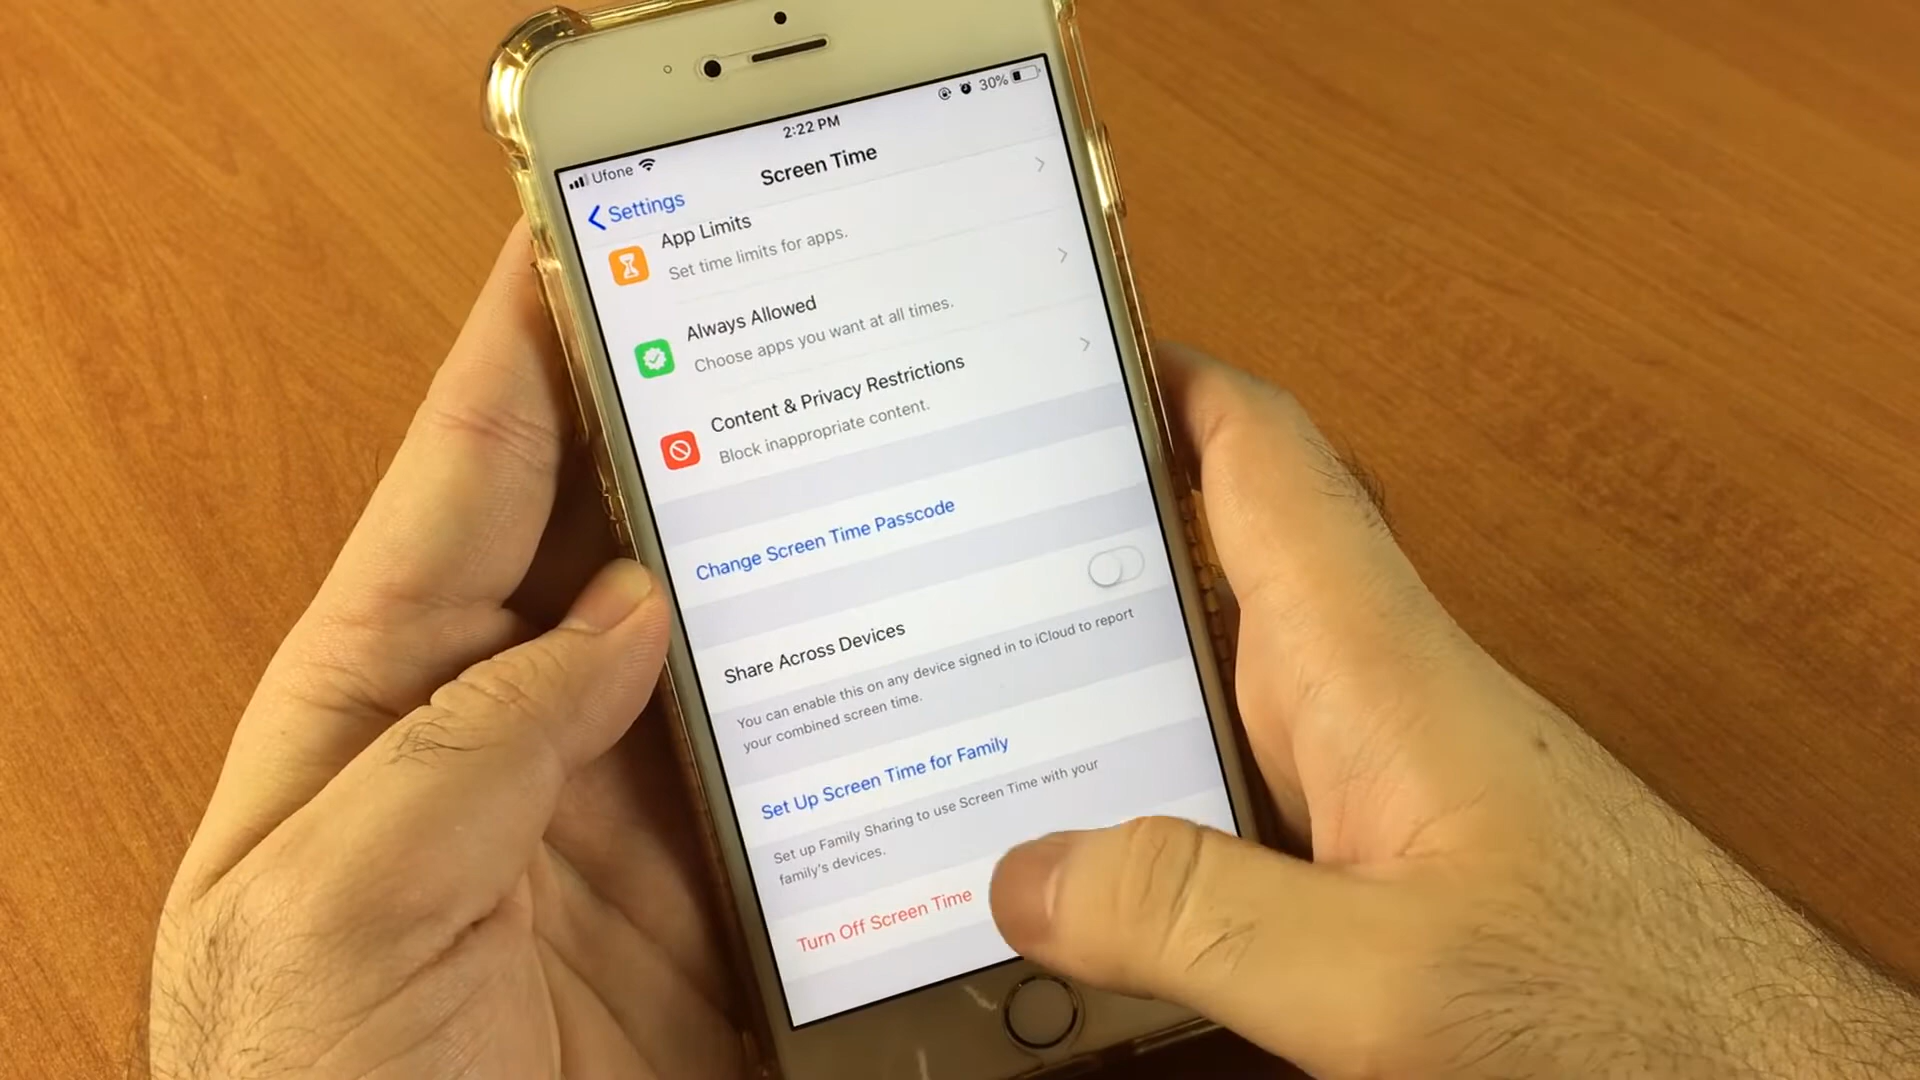 Ufone
2:22 PM
30%
Settings
Screen Time
App Limits
Set time limits for apps.
Always Allowed
Choose apps you want at all times.
Content & Privacy Restrictions
Block inappropriate content.
Change Screen Time Passcode
Share Across Devices
You can enable this on any device signed in to iCloud to report
your combined screen time.
Set Up Screen Time for Family
Set up Family Sharing to use Screen Time with your
family's devices.
Turn Off Screen Time